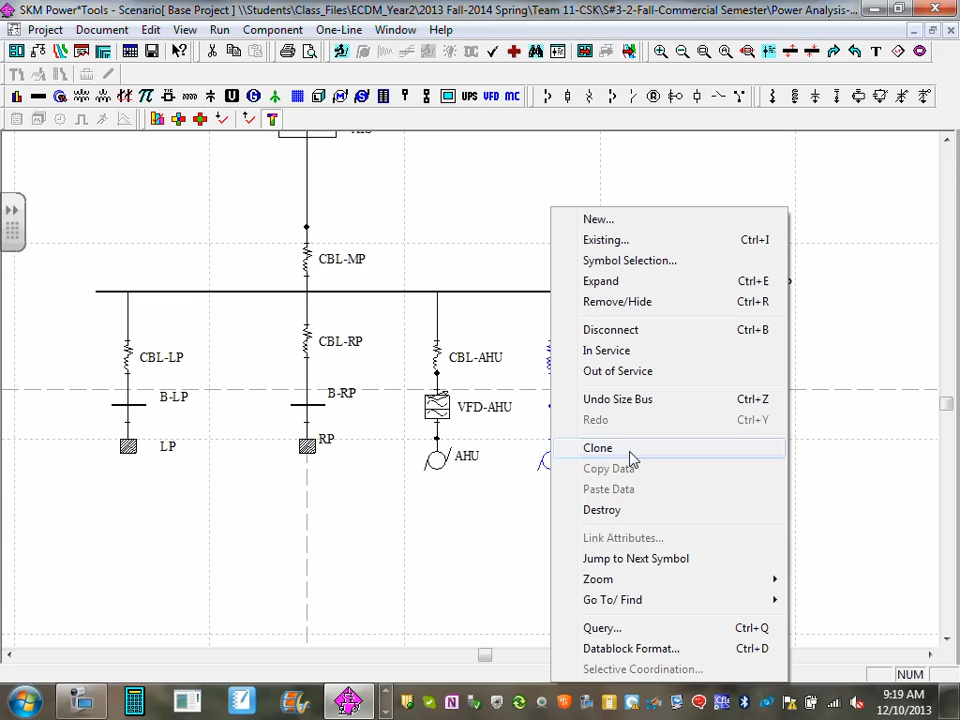 SKM Power*Tools - Scenario[ Base Project ] \\Students\Class_Files\ECDM_Year2\2013 Fall-2014 Spring\Team 11-CSK\S#3-2-Fall-Commercial Semester\Power Analysis-...
Project Document Edit View Run Component One-Line Window Help
UPS VFD MC
CBL-MP
CBL-LP
CBL-RP
CBL-AHU
B-LP
B-RP
VFD-AHU
LP
RP
AHU
New...
Existing... Ctrl+I
Symbol Selection...
Expand Ctrl+E
Remove/Hide Ctrl+R
Disconnect Ctrl+B
In Service
Out of Service
Undo Size Bus Ctrl+Z
Redo Ctrl+Y
Clone
Copy Data
Paste Data
Destroy
Link Attributes...
Jump to Next Symbol
Zoom
Go To/ Find
Query... Ctrl+Q
Datablock Format... Ctrl+D
Selective Coordination...
NUM
9:19 AM
12/10/2013